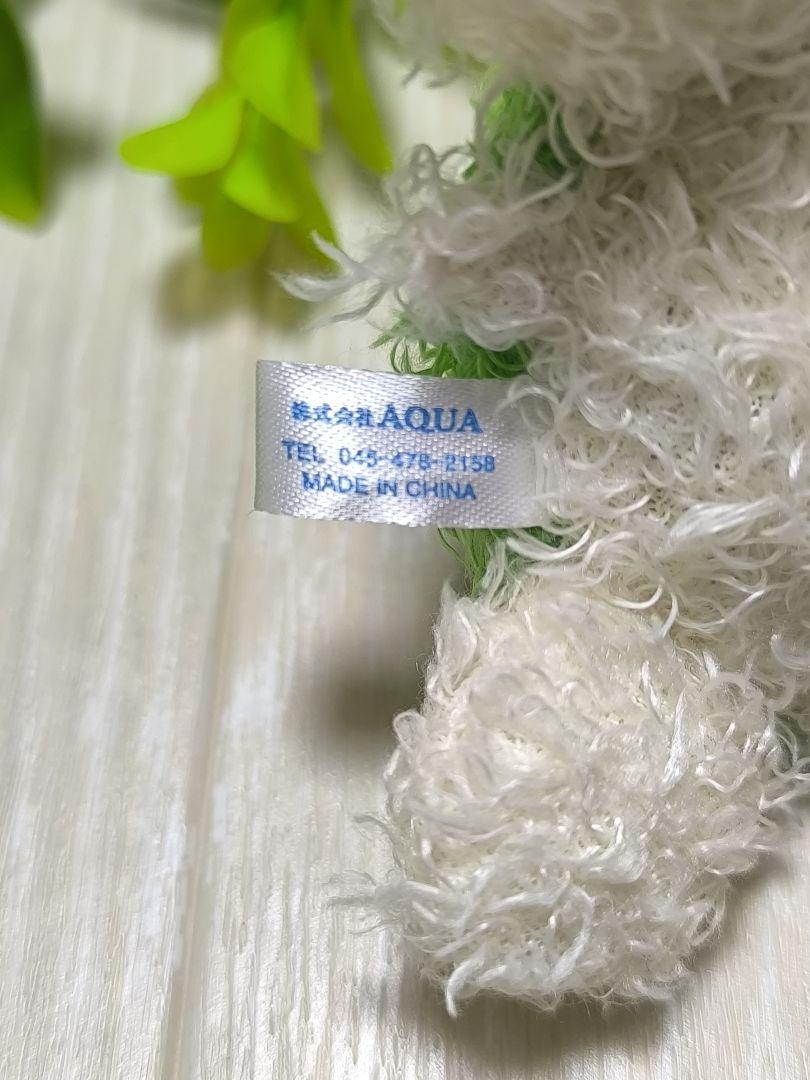 株式会社AQUA
TEL 045-478-2158
MADE IN CHINA